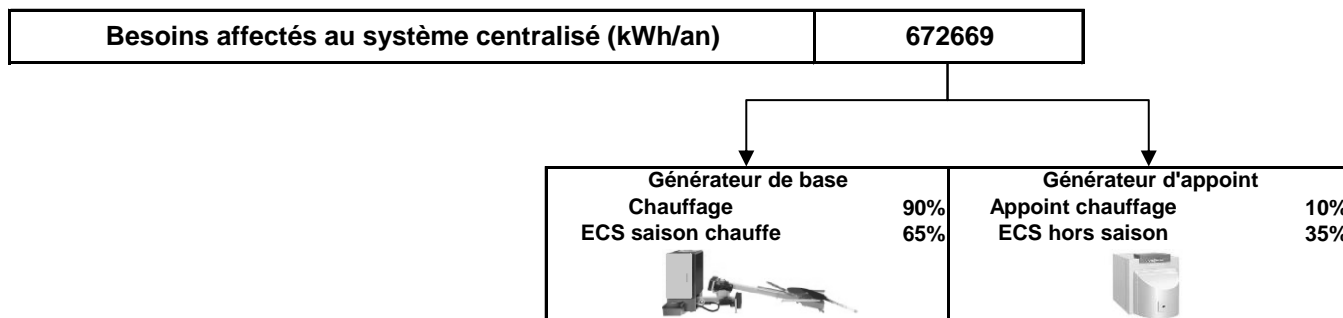 Besoins affectés au système centralisé (kWh/an) 672669
Générateur de base
Chauffage 90%
ECS saison chauffe 65%
Générateur d'appoint
Appoint chauffage 10%
ECS hors saison 35%